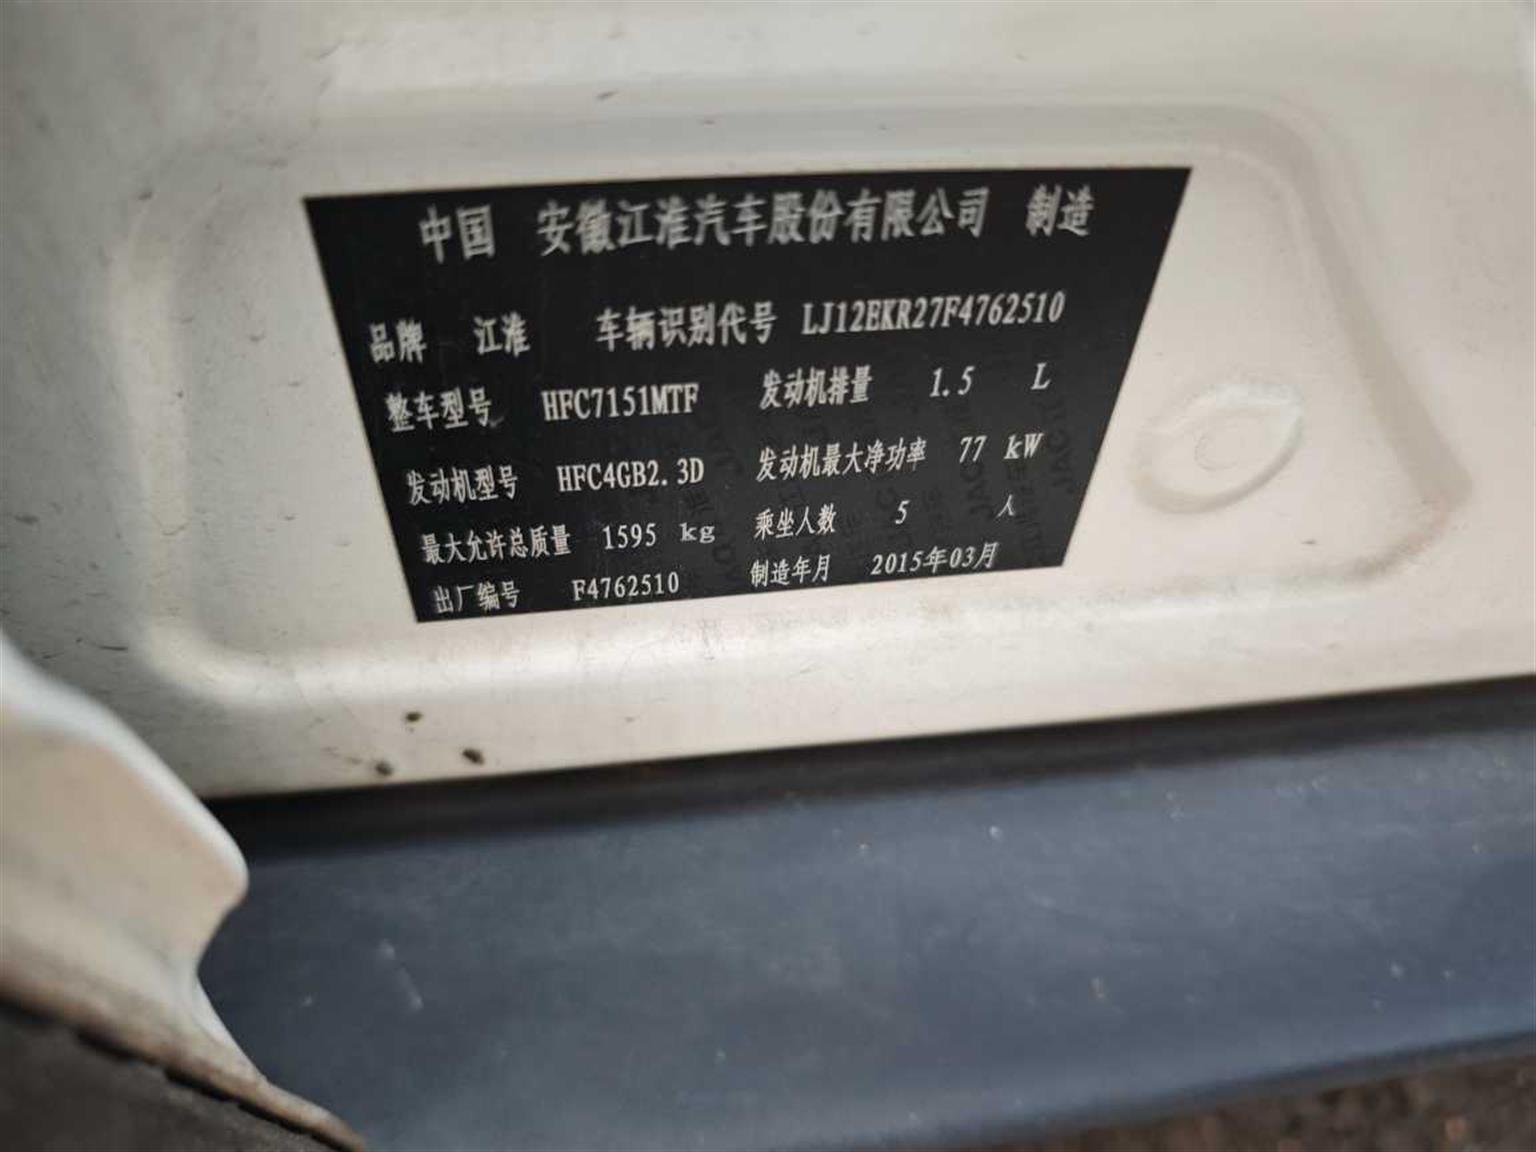 中国 安徽江淮汽车股份有限公司 制造
品牌 江淮 车辆识别代号 LJ12EKR27F4762510
整车型号 HFC7151MTF 发动机排量 1.5 L
发动机型号 HFC4GB2.3D 发动机最大净功率 77 kW
最大允许总质量 1595 kg 乘坐人数 5 人
出厂编号 F4762510 制造年月 2015年03月